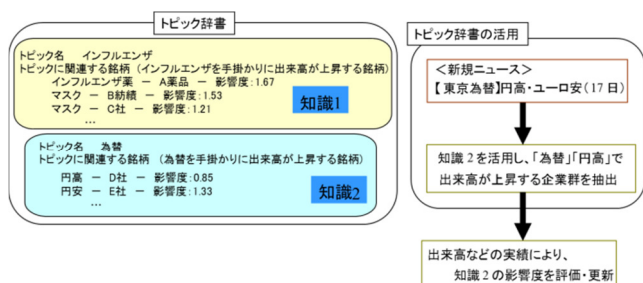 トピック辞書
トピック名　インフルエンザ
トピックに関連する銘柄(インフルエンザを手掛かりに出来高が上昇する銘柄)
インフルエンザ薬　－　A薬品　－　影響度:1.67
マスク　－　B紡績　－　影響度:1.53
マスク　－　C社　－　影響度:1.21
…
知識1
トピック名　為替
トピックに関連する銘柄　(為替を手掛かりに出来高が上昇する銘柄)
円高　－　D社　－　影響度:0.85
円安　－　E社　－　影響度:1.33
…
知識2
トピック辞書の活用
＜新規ニュース＞
【東京為替】円高・ユーロ安(17日)
知識2を活用し、「為替」「円高」で
出来高が上昇する企業群を抽出
出来高などの実績により、
知識2の影響度を評価・更新